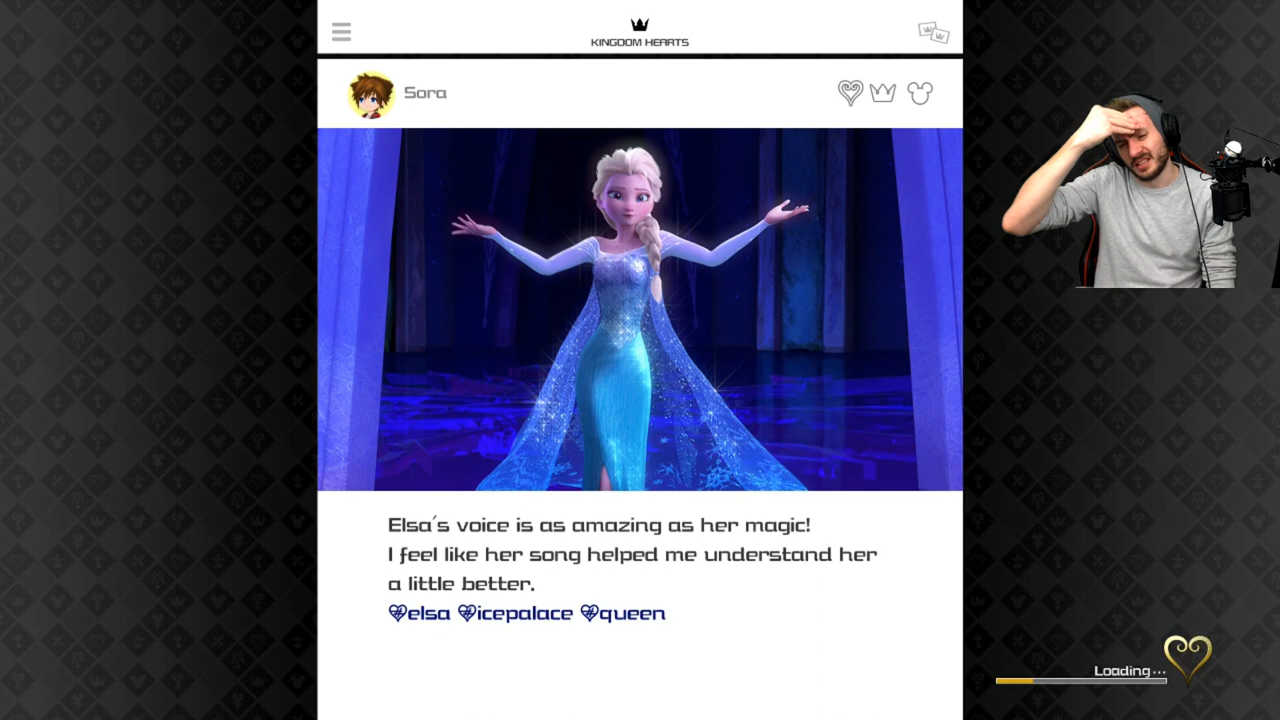 KINGDOM HEARTS
Sora
Elsa's voice is as amazing as her magic!
I feel like her song helped me understand her
a little better.
#elsa #icepalace #queen
Loading...